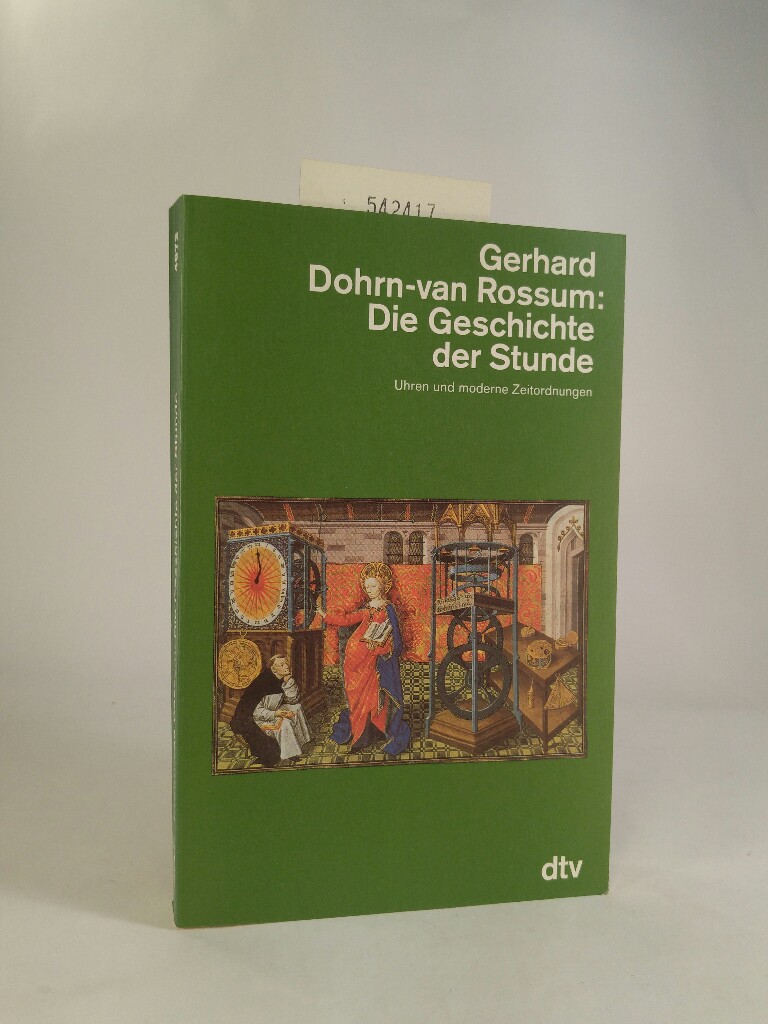 542417
Gerhard
Dohrn-van Rossum:
Die Geschichte
der Stunde
Uhren und moderne Zeitordnungen
dtv